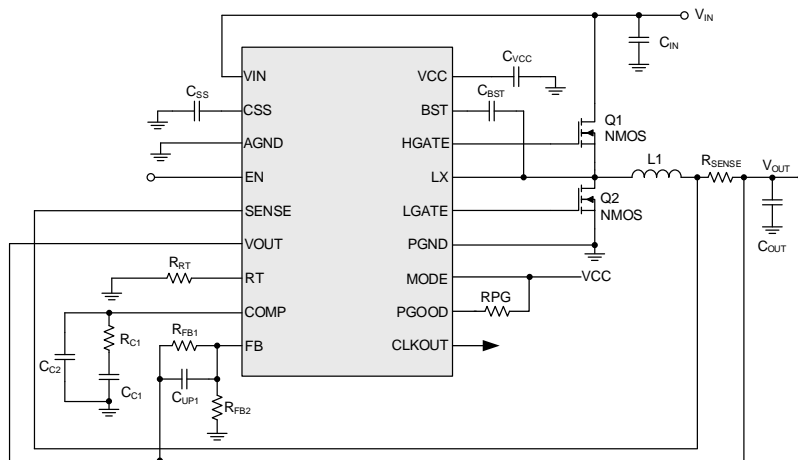 VIN
CIN
CVCC
VIN
VCC
CSS
CBST
CSS
BST
Q1
NMOS
AGND
HGATE
L1
RSENSE
VOUT
EN
LX
Q2
NMOS
SENSE
LGATE
VOUT
PGND
COUT
RRT
RT
MODE
VCC
COMP
PGOOD
RPG
RC1
RFB1
FB
CLKOUT
CC2
CC1
CUP1
RFB2